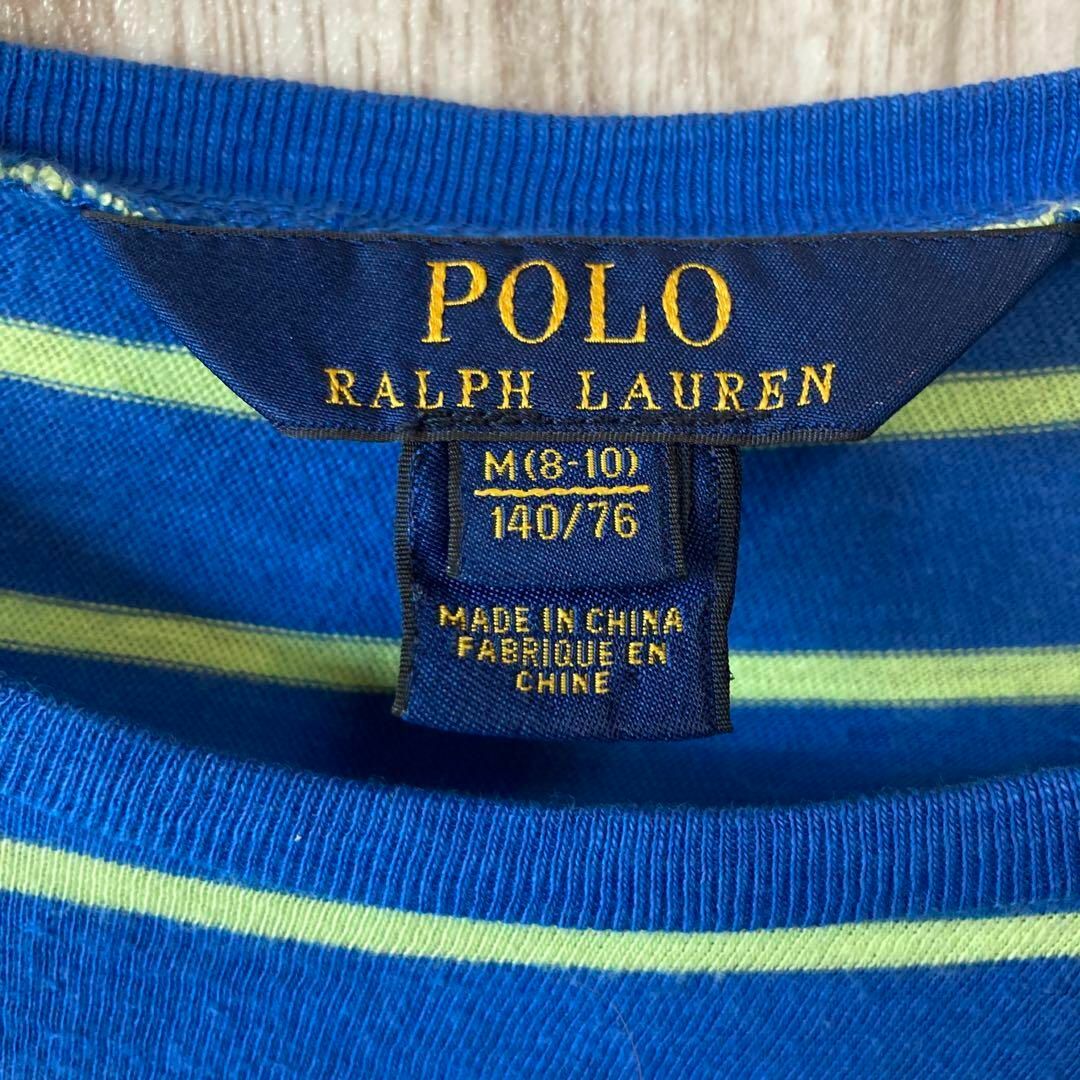 POLO
RALPH LAUREN
M(8-10)
140/76
MADE IN CHINA
FABRIQUE EN
CHINE